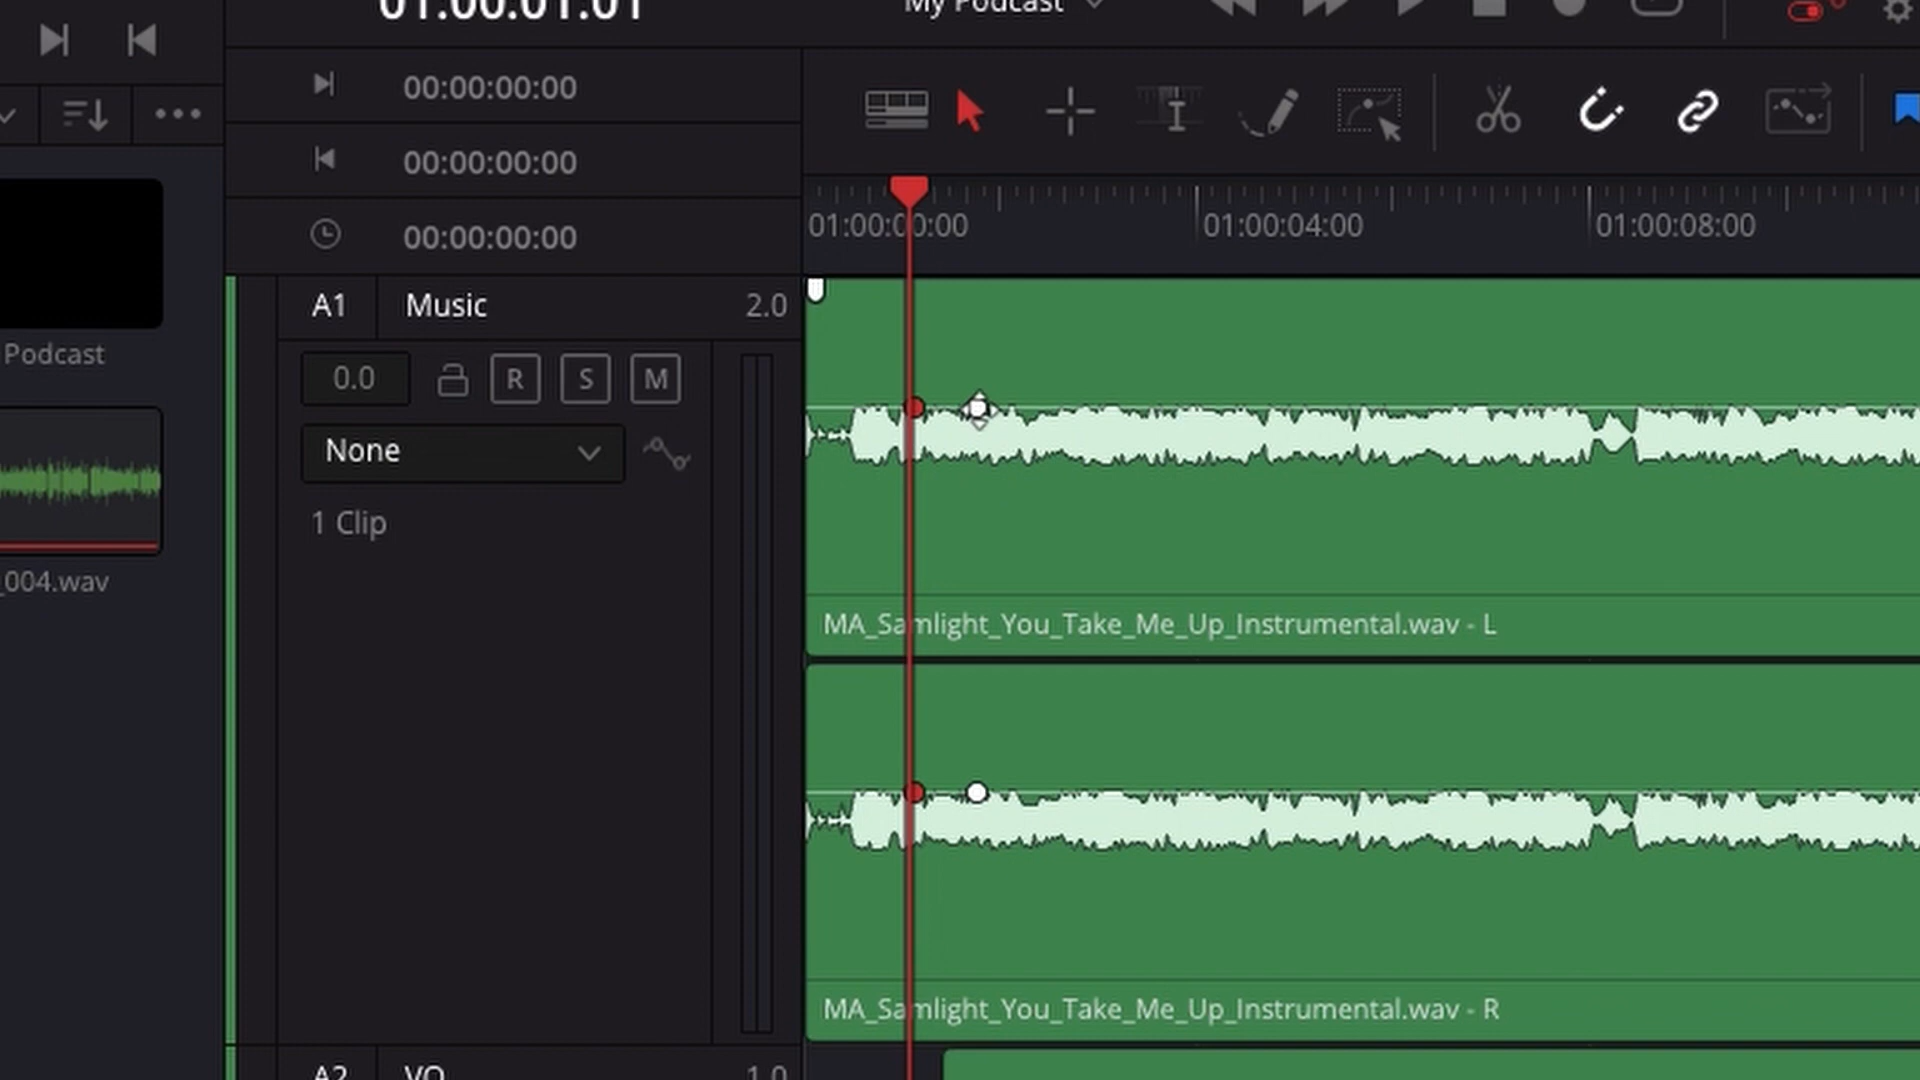 01:00:01:01
My Podcast
00:00:00:00
00:00:00:00
00:00:00:00
01:00:00:00
01:00:04:00
01:00:08:00
Podcast
_004.wav
A1 Music 2.0
0.0 R S M
None
1 Clip
MA_Samlight_You_Take_Me_Up_Instrumental.wav - L
MA_Samlight_You_Take_Me_Up_Instrumental.wav - R
A2 VO 1.0